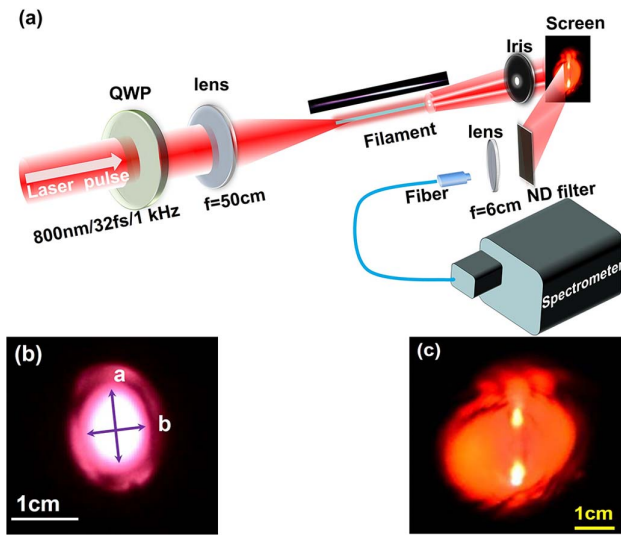 (a)
Screen
Iris
lens
QWP
Filament
lens
Laser pulse
ND filter
Fiber
f=6cm
f=50cm
800nm/32fs/1 kHz
Spectrometer
(b)
a
b
1cm
(c)
1cm